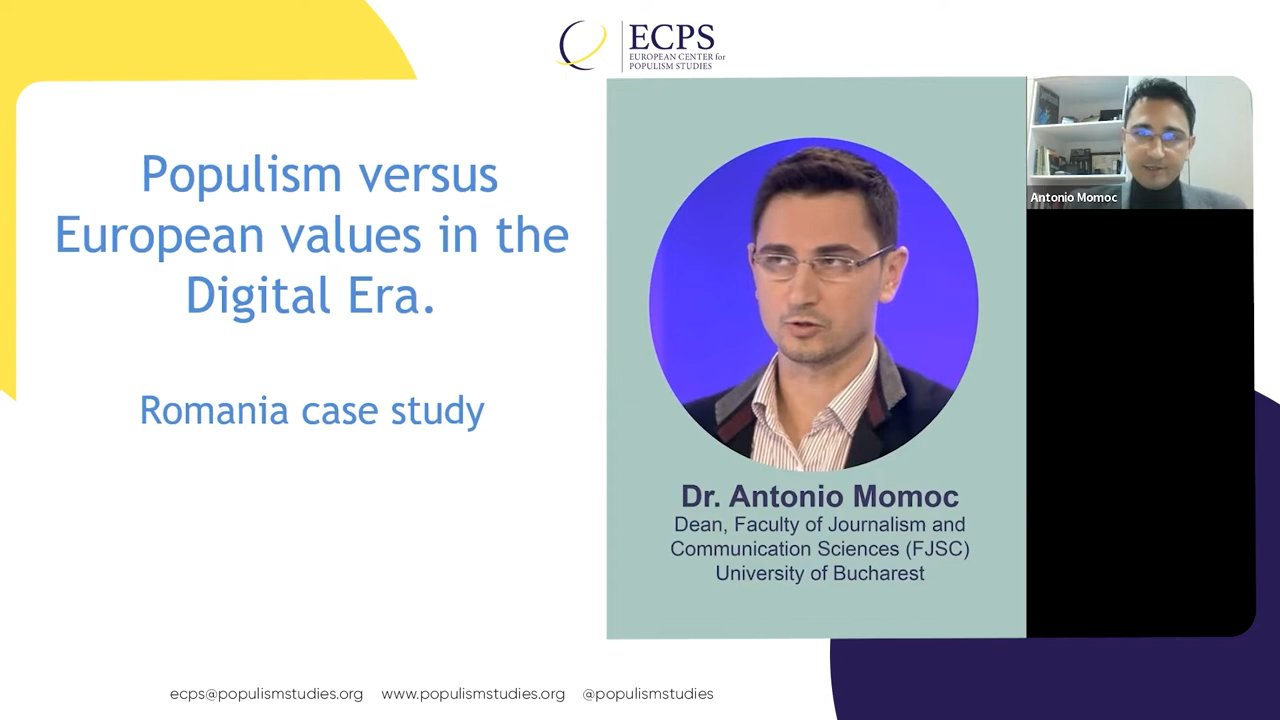 ECPS
EUROPEAN CENTER for
POPULISM STUDIES
Populism versus
European values in the
Digital Era.
Romania case study
Antonio Momoc
Dr. Antonio Momoc
Dean, Faculty of Journalism and
Communication Sciences (FJSC)
University of Bucharest
ecps@populismstudies.org www.populismstudies.org @populismstudies